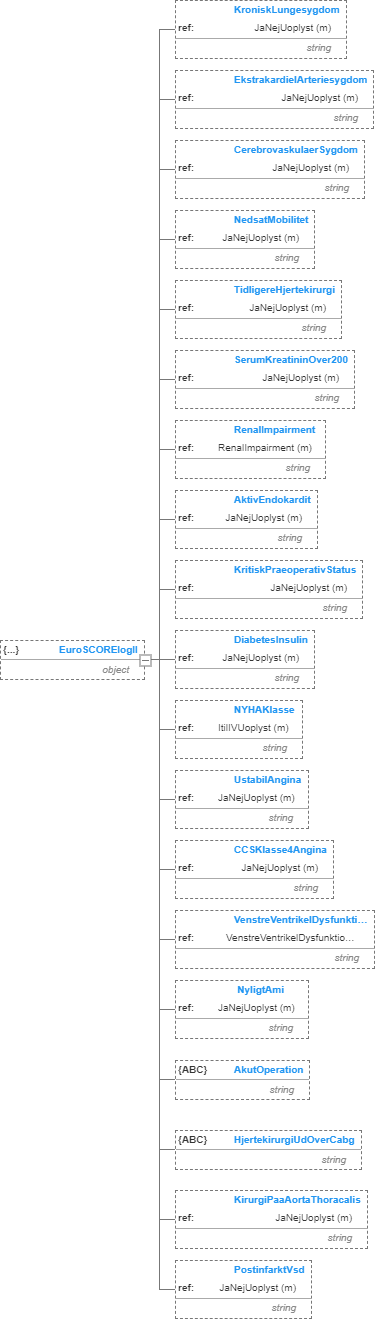 KroniskLungesygdom
ref: JaNejUoplyst (m)
string
EkstrakardielArteriesygdom
ref: JaNejUoplyst (m)
string
CerebrovaskulaerSygdom
ref: JaNejUoplyst (m)
string
NedsatMobilitet
ref: JaNejUoplyst (m)
string
TidligereHjertekirurgi
ref: JaNejUoplyst (m)
string
SerumKreatininOver200
ref: JaNejUoplyst (m)
string
RenalImpairment
ref: RenalImpairment (m)
string
AktivEndokardit
ref: JaNejUoplyst (m)
string
KritiskPraeoperativStatus
ref: JaNejUoplyst (m)
string
{...} EuroSCORElogII
object
DiabetesInsulin
ref: JaNejUoplyst (m)
string
NYHAKlasse
ref: ItilIVUoplyst (m)
string
UstabilAngina
ref: JaNejUoplyst (m)
string
CCSKlasse4Angina
ref: JaNejUoplyst (m)
string
VenstreVentrikelDysfunkti...
ref: VenstreVentrikelDysfunktio...
string
NyligtAmi
ref: JaNejUoplyst (m)
string
{ABC} AkutOperation
string
{ABC} HjertekirurgiUdOverCabg
string
KirurgiPaaAortaThoracalis
ref: JaNejUoplyst (m)
string
PostinfarktVsd
ref: JaNejUoplyst (m)
string